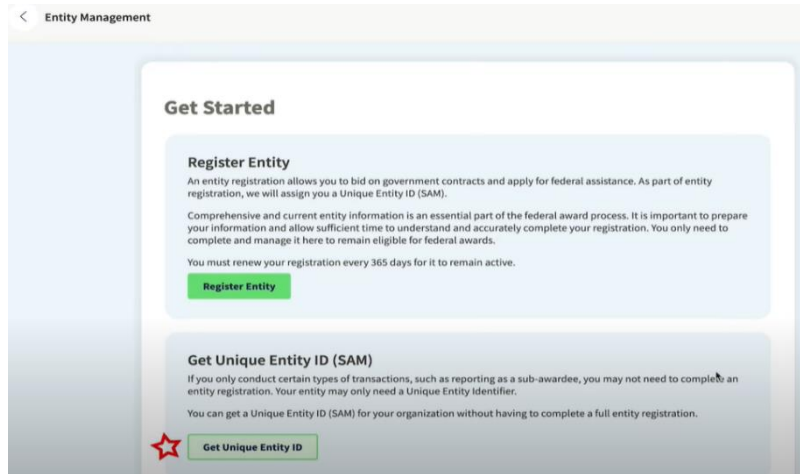 Entity Management
Get Started
Register Entity
An entity registration allows you to bid on government contracts and apply for federal assistance. As part of entity
registration, we will assign you a Unique Entity ID (SAM).
Comprehensive and current entity information is an essential part of the federal award process. It is important to prepare
your information and allow sufficient time to understand and accurately complete your registration. You only need to
complete and manage it here to remain eligible for federal awards.
You must renew your registration every 365 days for it to remain active.
Register Entity
Get Unique Entity ID (SAM)
If you only conduct certain types of transactions, such as reporting as a sub-awardee, you may not need to complete an
entity registration. Your entity may only need a Unique Entity Identifier.
You can get a Unique Entity ID (SAM) for your organization without having to complete a full entity registration.
Get Unique Entity ID